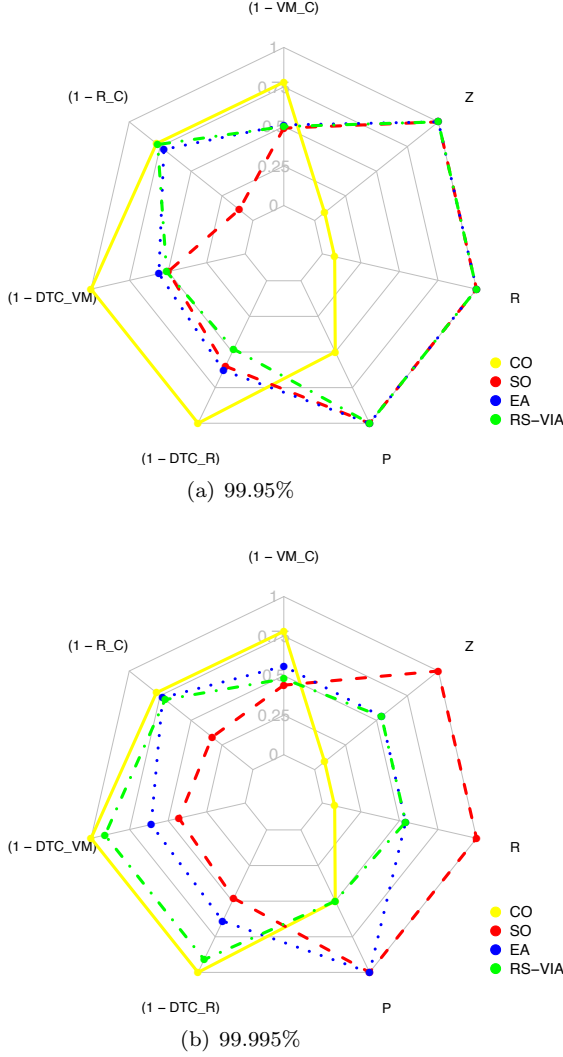 (1 − VM_C)
(1 − R_C)
Z
1
0.75
0.5
0.25
0
(1 − DTC_VM)
R
(1 − DTC_R)
P
CO
SO
EA
RS−VIA
(a) 99.95%
(1 − VM_C)
(1 − R_C)
Z
1
0.75
0.5
0.25
0
(1 − DTC_VM)
R
(1 − DTC_R)
P
CO
SO
EA
RS−VIA
(b) 99.995%